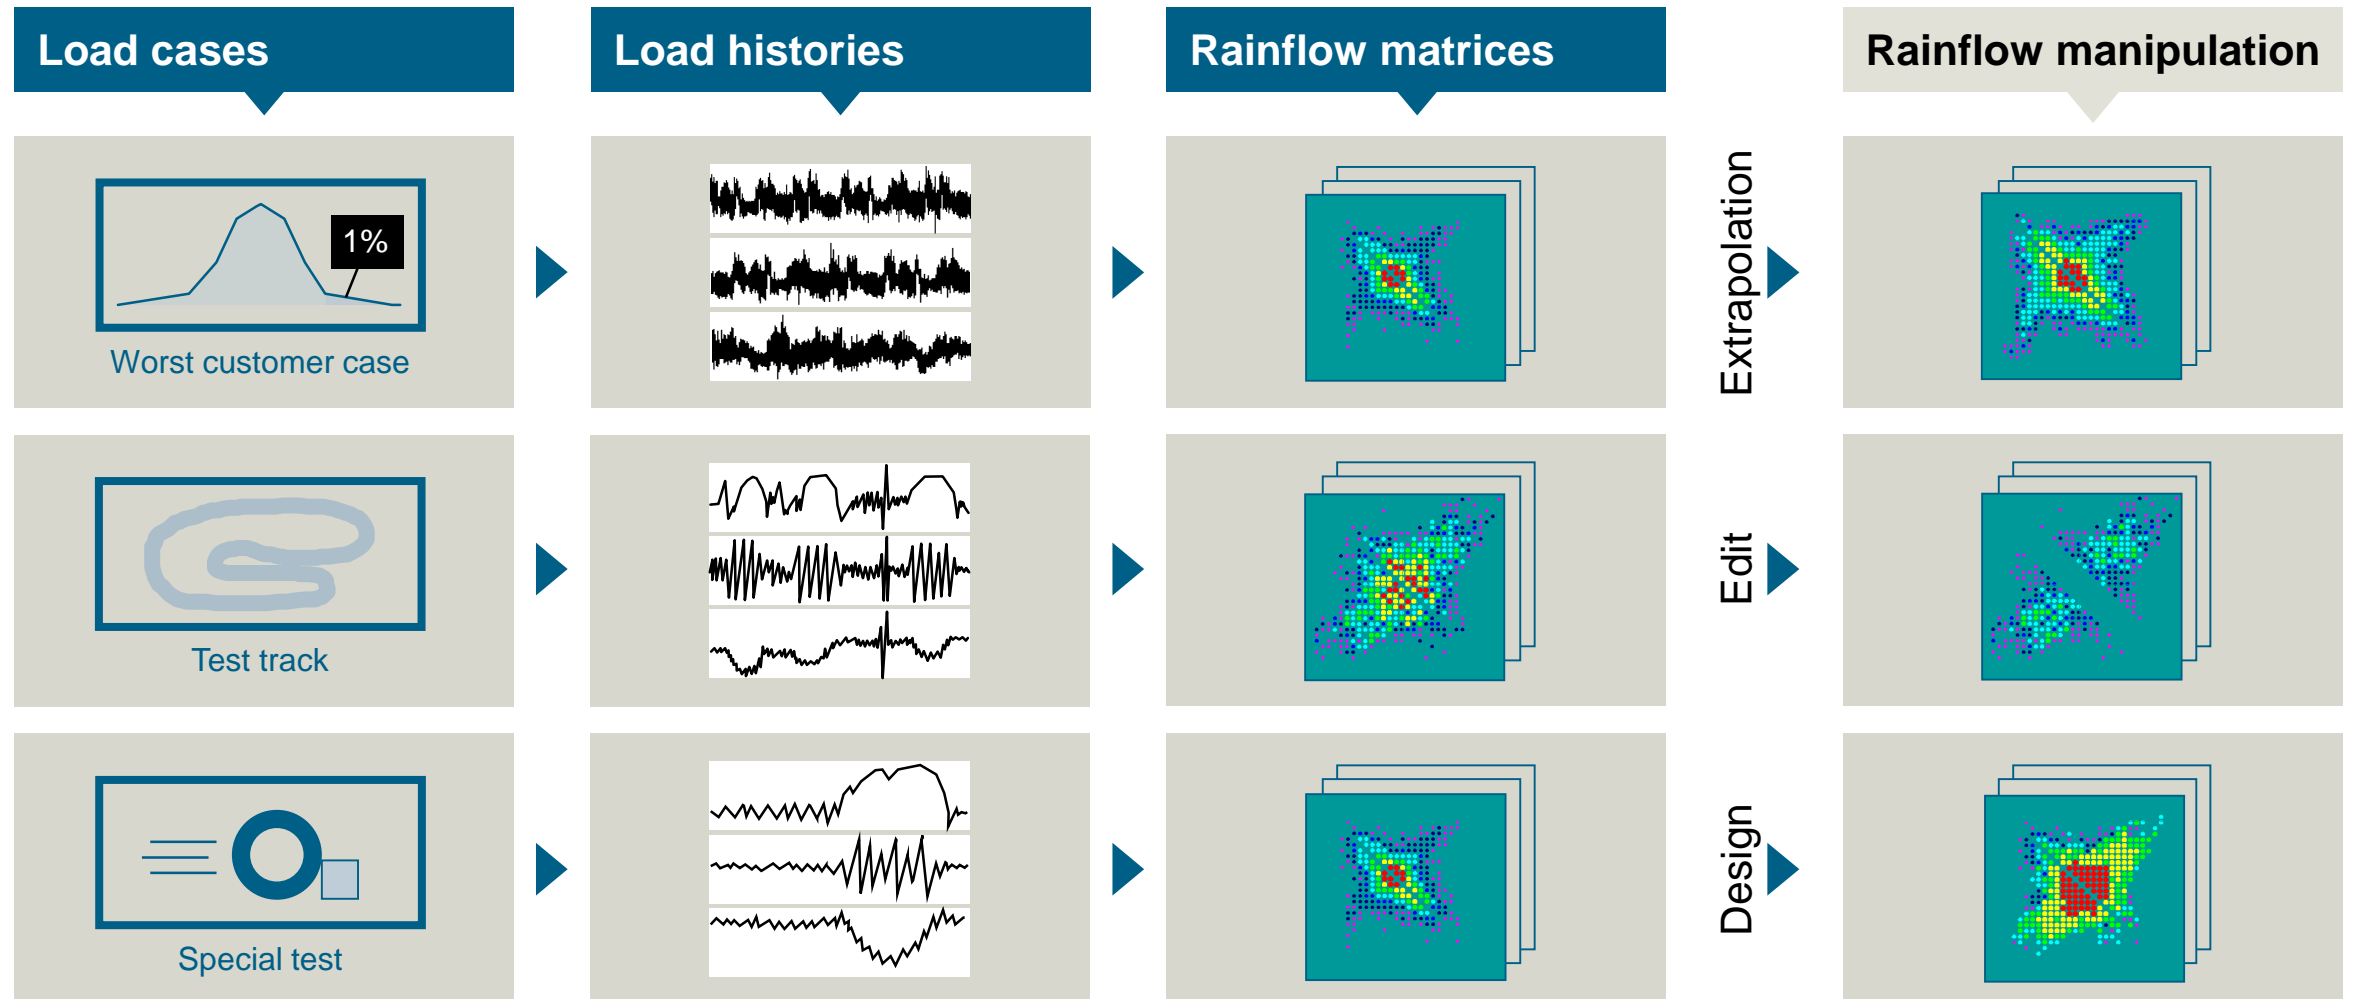 Load cases
Load histories
Rainflow matrices
Rainflow manipulation
1%
Worst customer case
Extrapolation
Test track
Edit
Special test
Design